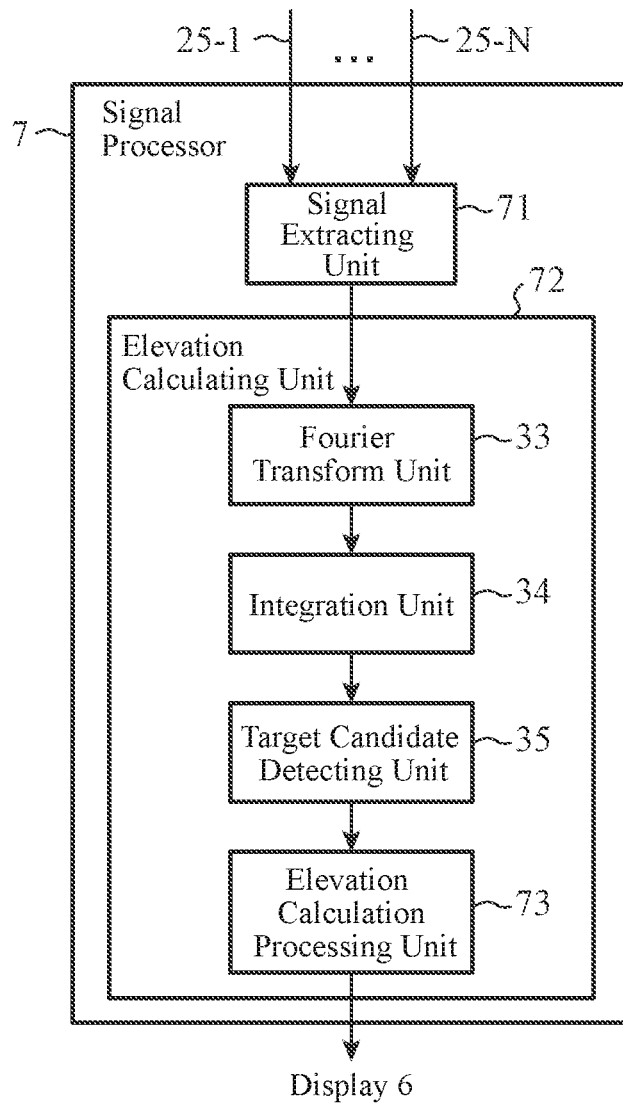 25-1 ... 25-N
7
Signal
Processor
Signal
Extracting
Unit
71
72
Elevation
Calculating Unit
Fourier
Transform Unit
33
Integration Unit
34
Target Candidate
Detecting Unit
35
Elevation
Calculation
Processing Unit
73
Display 6